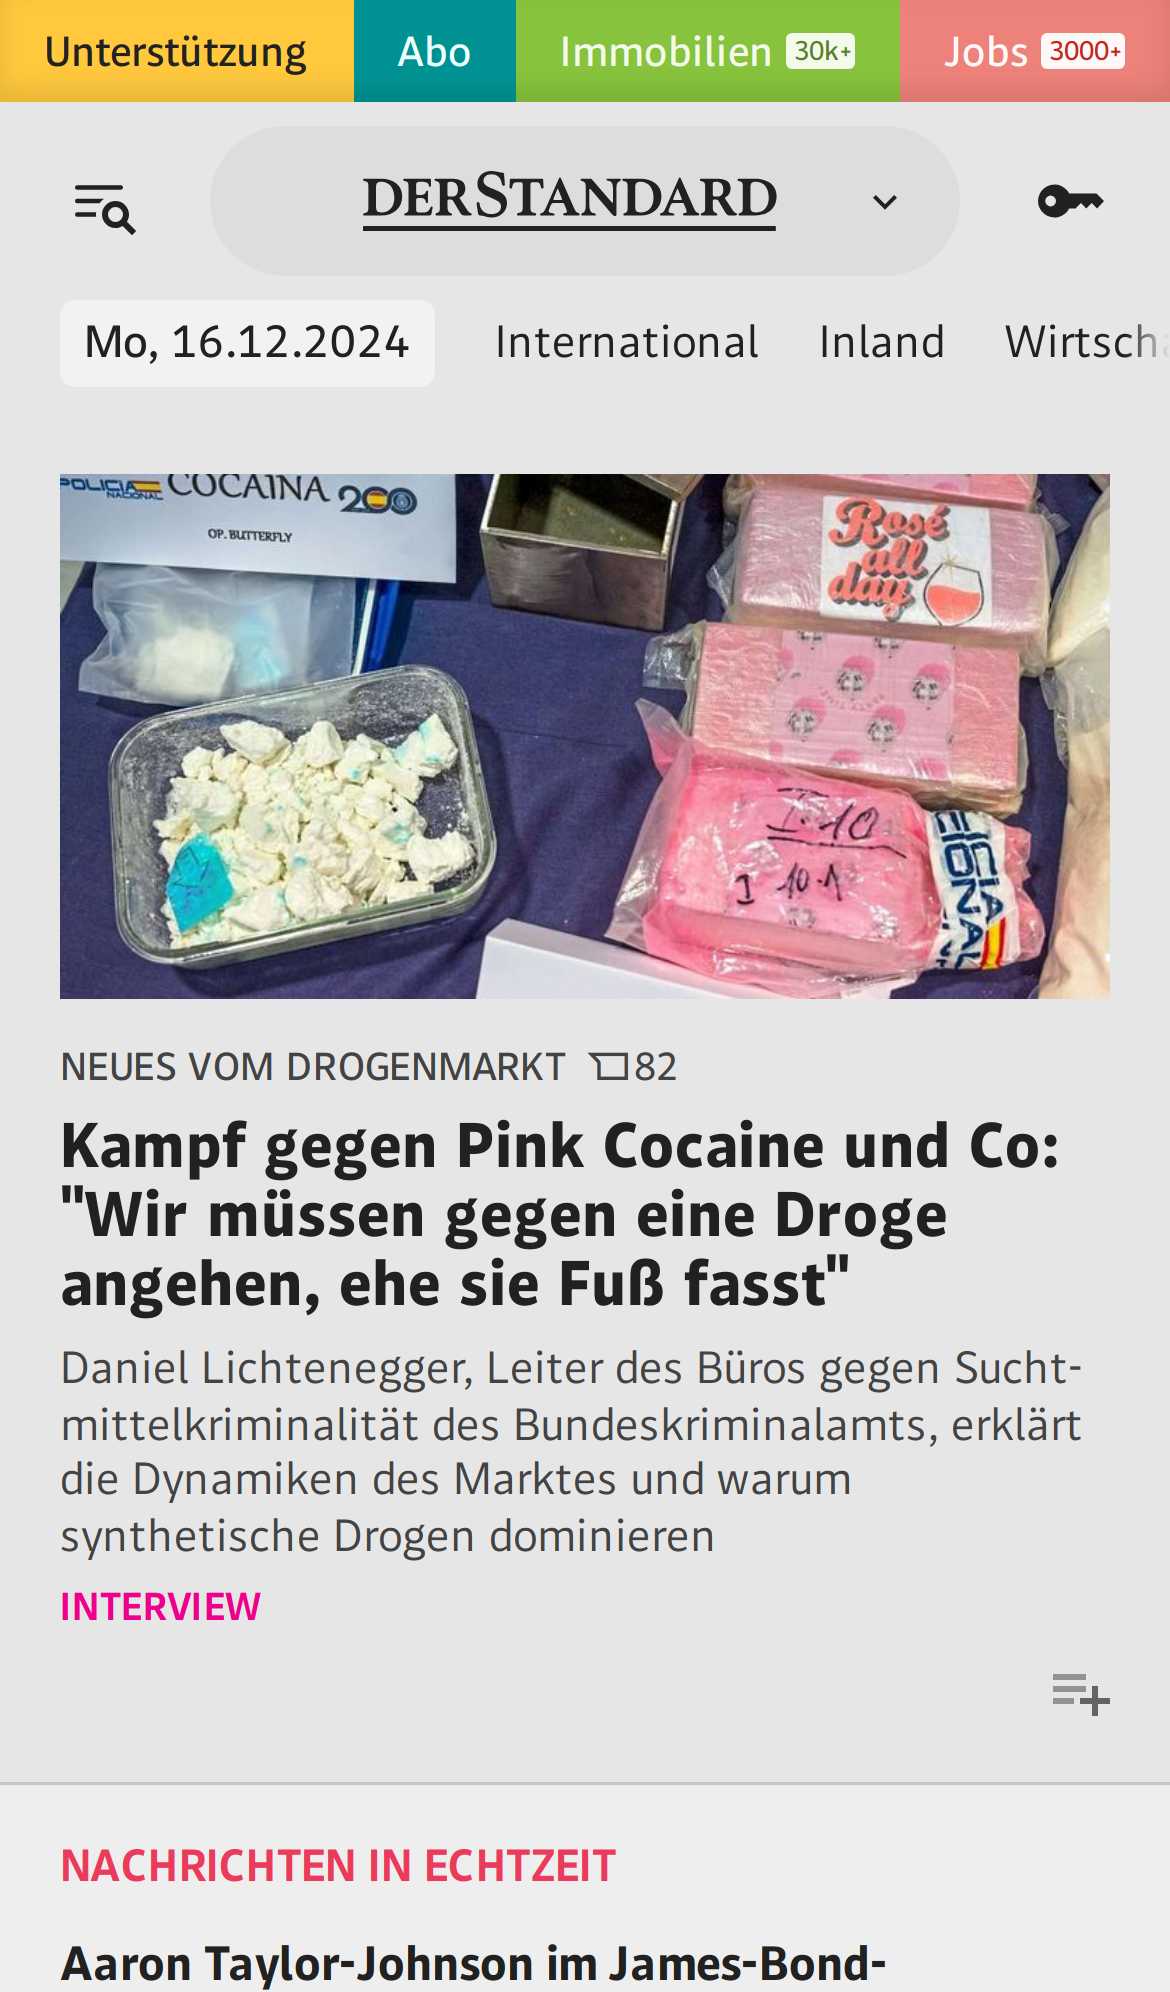 Unterstützung Abo Immobilien 30k+ Jobs 3000+
DERSTANDARD
Mo, 16.12.2024 International Inland Wirtscha
POLICIA NACIONAL COCAINA 200
OP. BUTTERFLY
Rosé
all
day
I-10
I 10-1
NEUES VOM DROGENMARKT 82
Kampf gegen Pink Cocaine und Co:
"Wir müssen gegen eine Droge
angehen, ehe sie Fuß fasst"
Daniel Lichtenegger, Leiter des Büros gegen Sucht-
mittelkriminalität des Bundeskriminalamts, erklärt
die Dynamiken des Marktes und warum
synthetische Drogen dominieren
INTERVIEW
NACHRICHTEN IN ECHTZEIT
Aaron Taylor-Johnson im James-Bond-